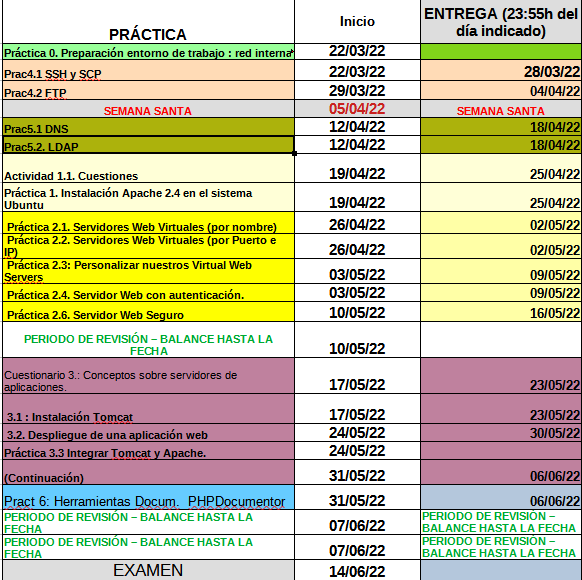 PRÁCTICA Inicio ENTREGA (23:55h del
día indicado)
Práctica 0. Preparación entorno de trabajo : red interna 22/03/22
Prac4.1 SSH y SCP 22/03/22 28/03/22
Prac4.2 FTP 29/03/22 04/04/22
SEMANA SANTA 05/04/22 SEMANA SANTA
Prac5.1 DNS 12/04/22 18/04/22
Prac5.2. LDAP 12/04/22 18/04/22
Actividad 1.1. Cuestiones 19/04/22 25/04/22
Práctica 1. Instalación Apache 2.4 en el sistema
Ubuntu 19/04/22 25/04/22
Práctica 2.1. Servidores Web Virtuales (por nombre) 26/04/22 02/05/22
Práctica 2.2. Servidores Web Virtuales (por Puerto e
IP) 26/04/22 02/05/22
Práctica 2.3: Personalizar nuestros Virtual Web
Servers 03/05/22 09/05/22
Práctica 2.4. Servidor Web con autenticación. 03/05/22 09/05/22
Práctica 2.6. Servidor Web Seguro 10/05/22 16/05/22
PERIODO DE REVISIÓN – BALANCE HASTA LA
FECHA 10/05/22
Cuestionario 3.: Conceptos sobre servidores de
aplicaciones. 17/05/22 23/05/22
3.1 : Instalación Tomcat 17/05/22 23/05/22
3.2. Despliegue de una aplicación web 24/05/22 30/05/22
Práctica 3.3 Integrar Tomcat y Apache. 24/05/22
(Continuación) 31/05/22 06/06/22
Pract 6: Herramientas Docum. PHPDocumentor 31/05/22 06/06/22
PERIODO DE REVISIÓN – BALANCE HASTA LA
FECHA 07/06/22 PERIODO DE REVISIÓN –
BALANCE HASTA LA FECHA
PERIODO DE REVISIÓN – BALANCE HASTA LA
FECHA 07/06/22 PERIODO DE REVISIÓN –
BALANCE HASTA LA FECHA
EXAMEN 14/06/22